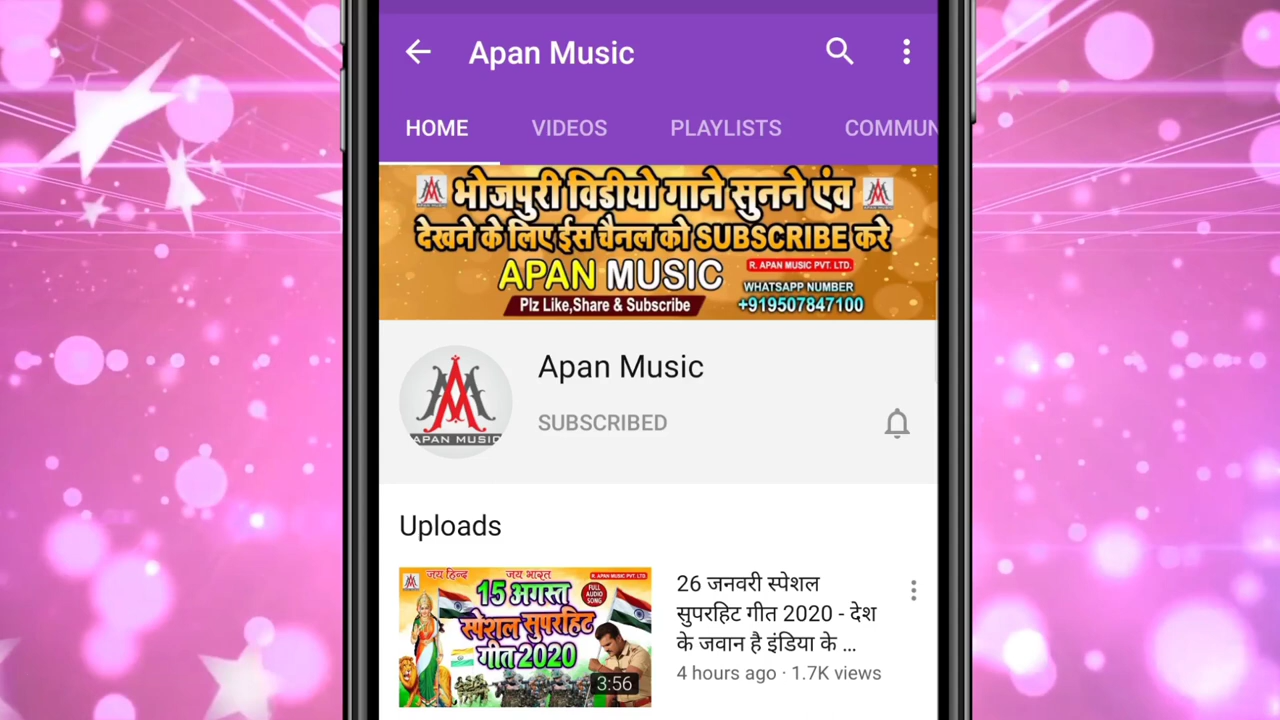 Apan Music
HOME VIDEOS PLAYLISTS COMMUN
भोजपुरी विडीयो गाने सुनने एंव
देखने के लिए ईस चैनल को SUBSCRIBE करे
APAN MUSIC
R. APAN MUSIC PVT. LTD.
Plz Like,Share & Subscribe
WHATSAPP NUMBER
+919507847100
Apan Music
SUBSCRIBED
APAN MUSIC
Uploads
जय हिन्द जय भारत
R. APAN MUSIC PVT. LTD
15 अगस्त
FULL AUDIO SONG
स्पेशल सुपरहिट
गीत 2020
3:56
26 जनवरी स्पेशल
सुपरहिट गीत 2020 - देश
के जवान है इंडिया के ...
4 hours ago · 1.7K views